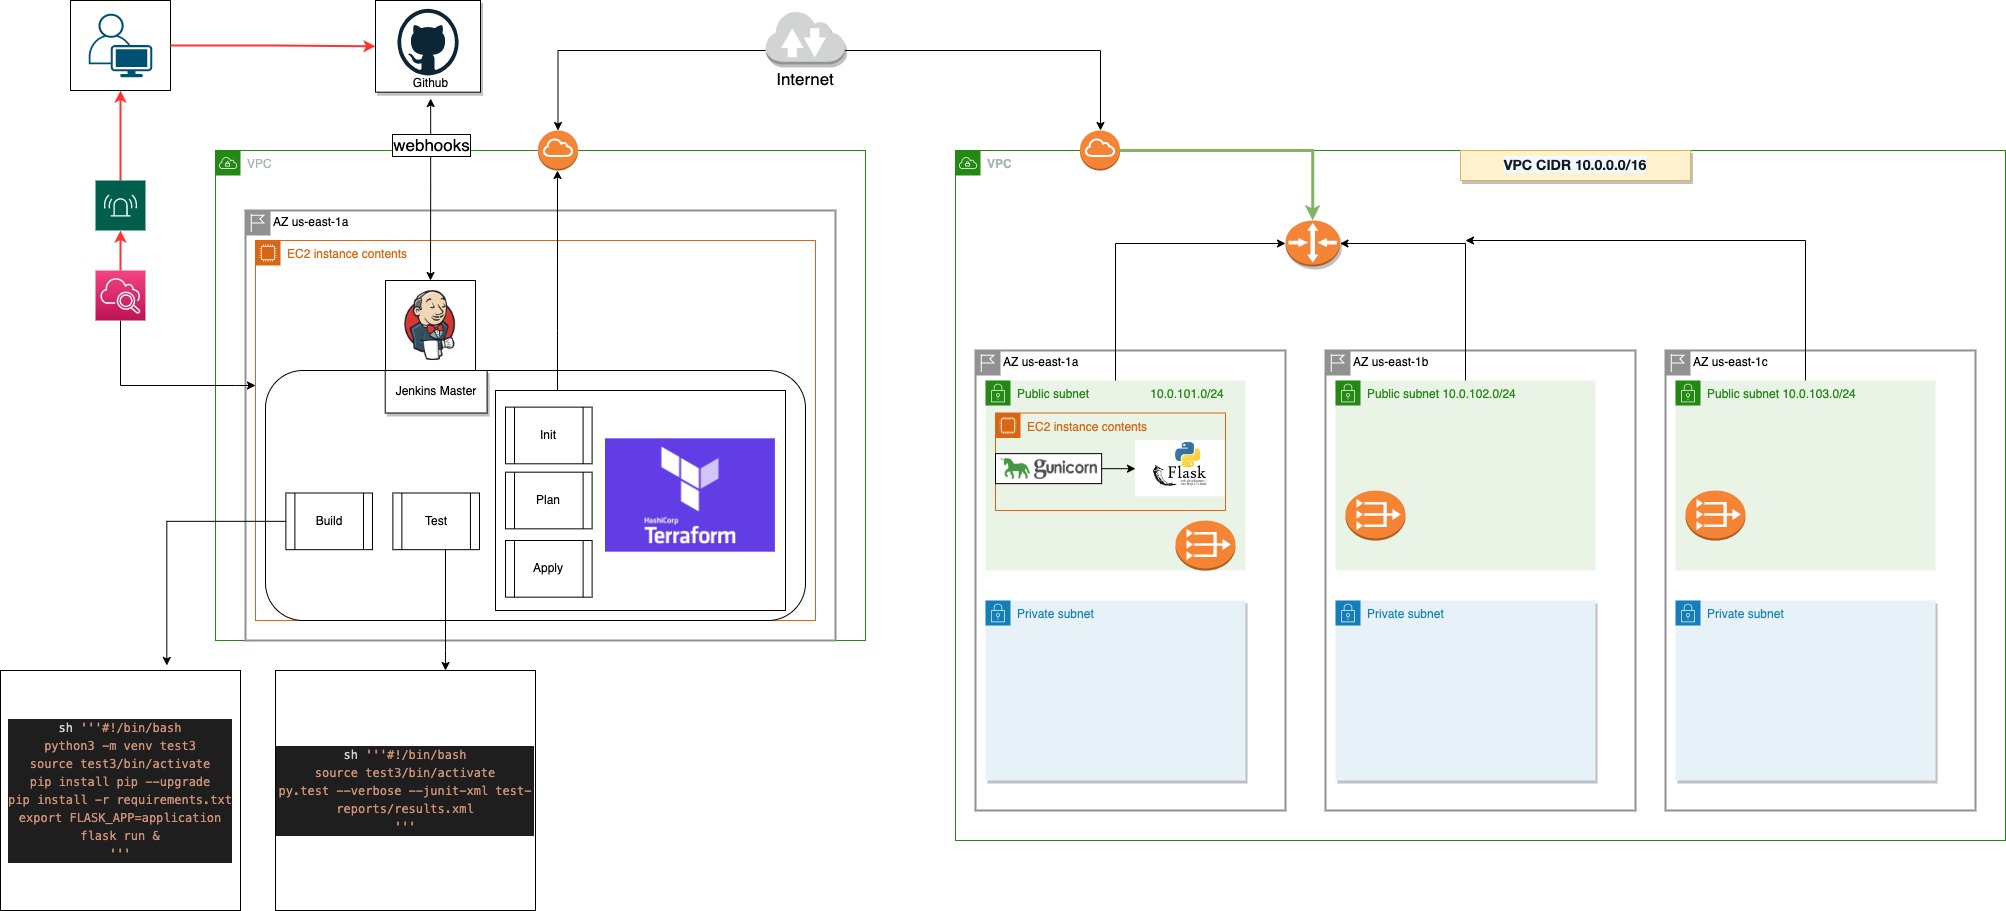 Github
Internet
webhooks
VPC
VPC
VPC CIDR 10.0.0.0/16
AZ us-east-1a
EC2 instance contents
Jenkins Master
Init
Plan
Apply
Build
Test
HashiCorp
Terraform
AZ us-east-1a
Public subnet 10.0.101.0/24
EC2 instance contents
gunicorn
Flask
Private subnet
AZ us-east-1b
Public subnet 10.0.102.0/24
Private subnet
AZ us-east-1c
Public subnet 10.0.103.0/24
Private subnet
sh '''#!/bin/bash
python3 -m venv test3
source test3/bin/activate
pip install pip --upgrade
pip install -r requirements.txt
export FLASK_APP=application
flask run &
'''
sh '''#!/bin/bash
source test3/bin/activate
py.test --verbose --junit-xml test-
reports/results.xml
'''